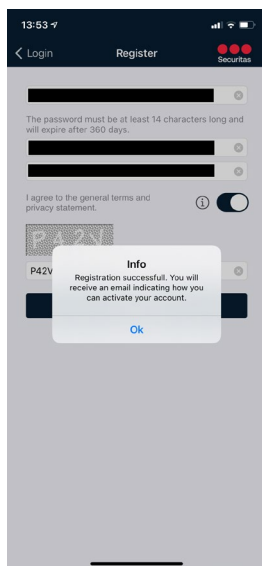 13:53
Login
Register
Securitas
The password must be at least 14 characters long and
will expire after 360 days.
I agree to the general terms and
privacy statement.
P42V
P42V
Info
Registration successfull. You will
receive an email indicating how you
can activate your account.
Ok